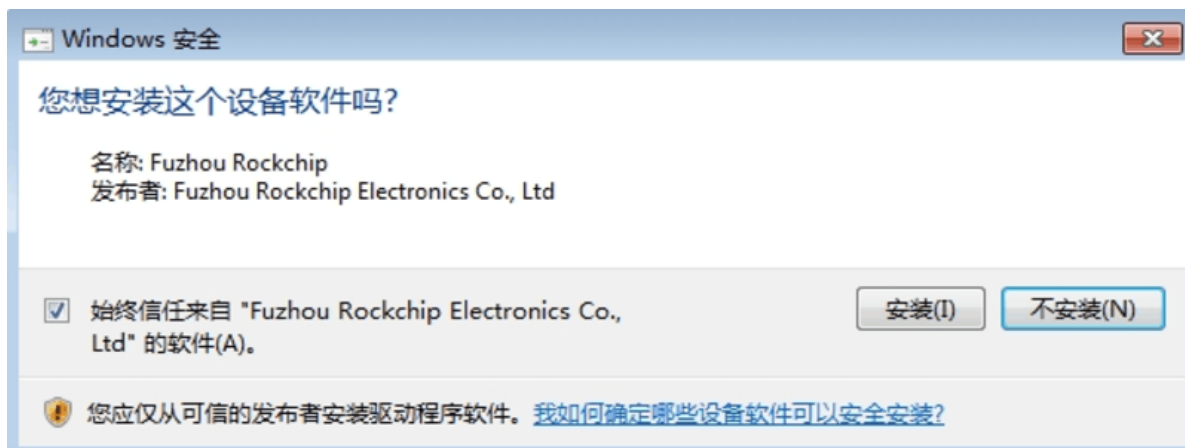 Windows 安全
您想安装这个设备软件吗?
名称: Fuzhou Rockchip
发布者: Fuzhou Rockchip Electronics Co., Ltd
始终信任来自 "Fuzhou Rockchip Electronics Co.,
Ltd" 的软件(A)。
安装(I)
不安装(N)
您应仅从可信的发布者安装驱动程序软件。我如何确定哪些设备软件可以安全安装?